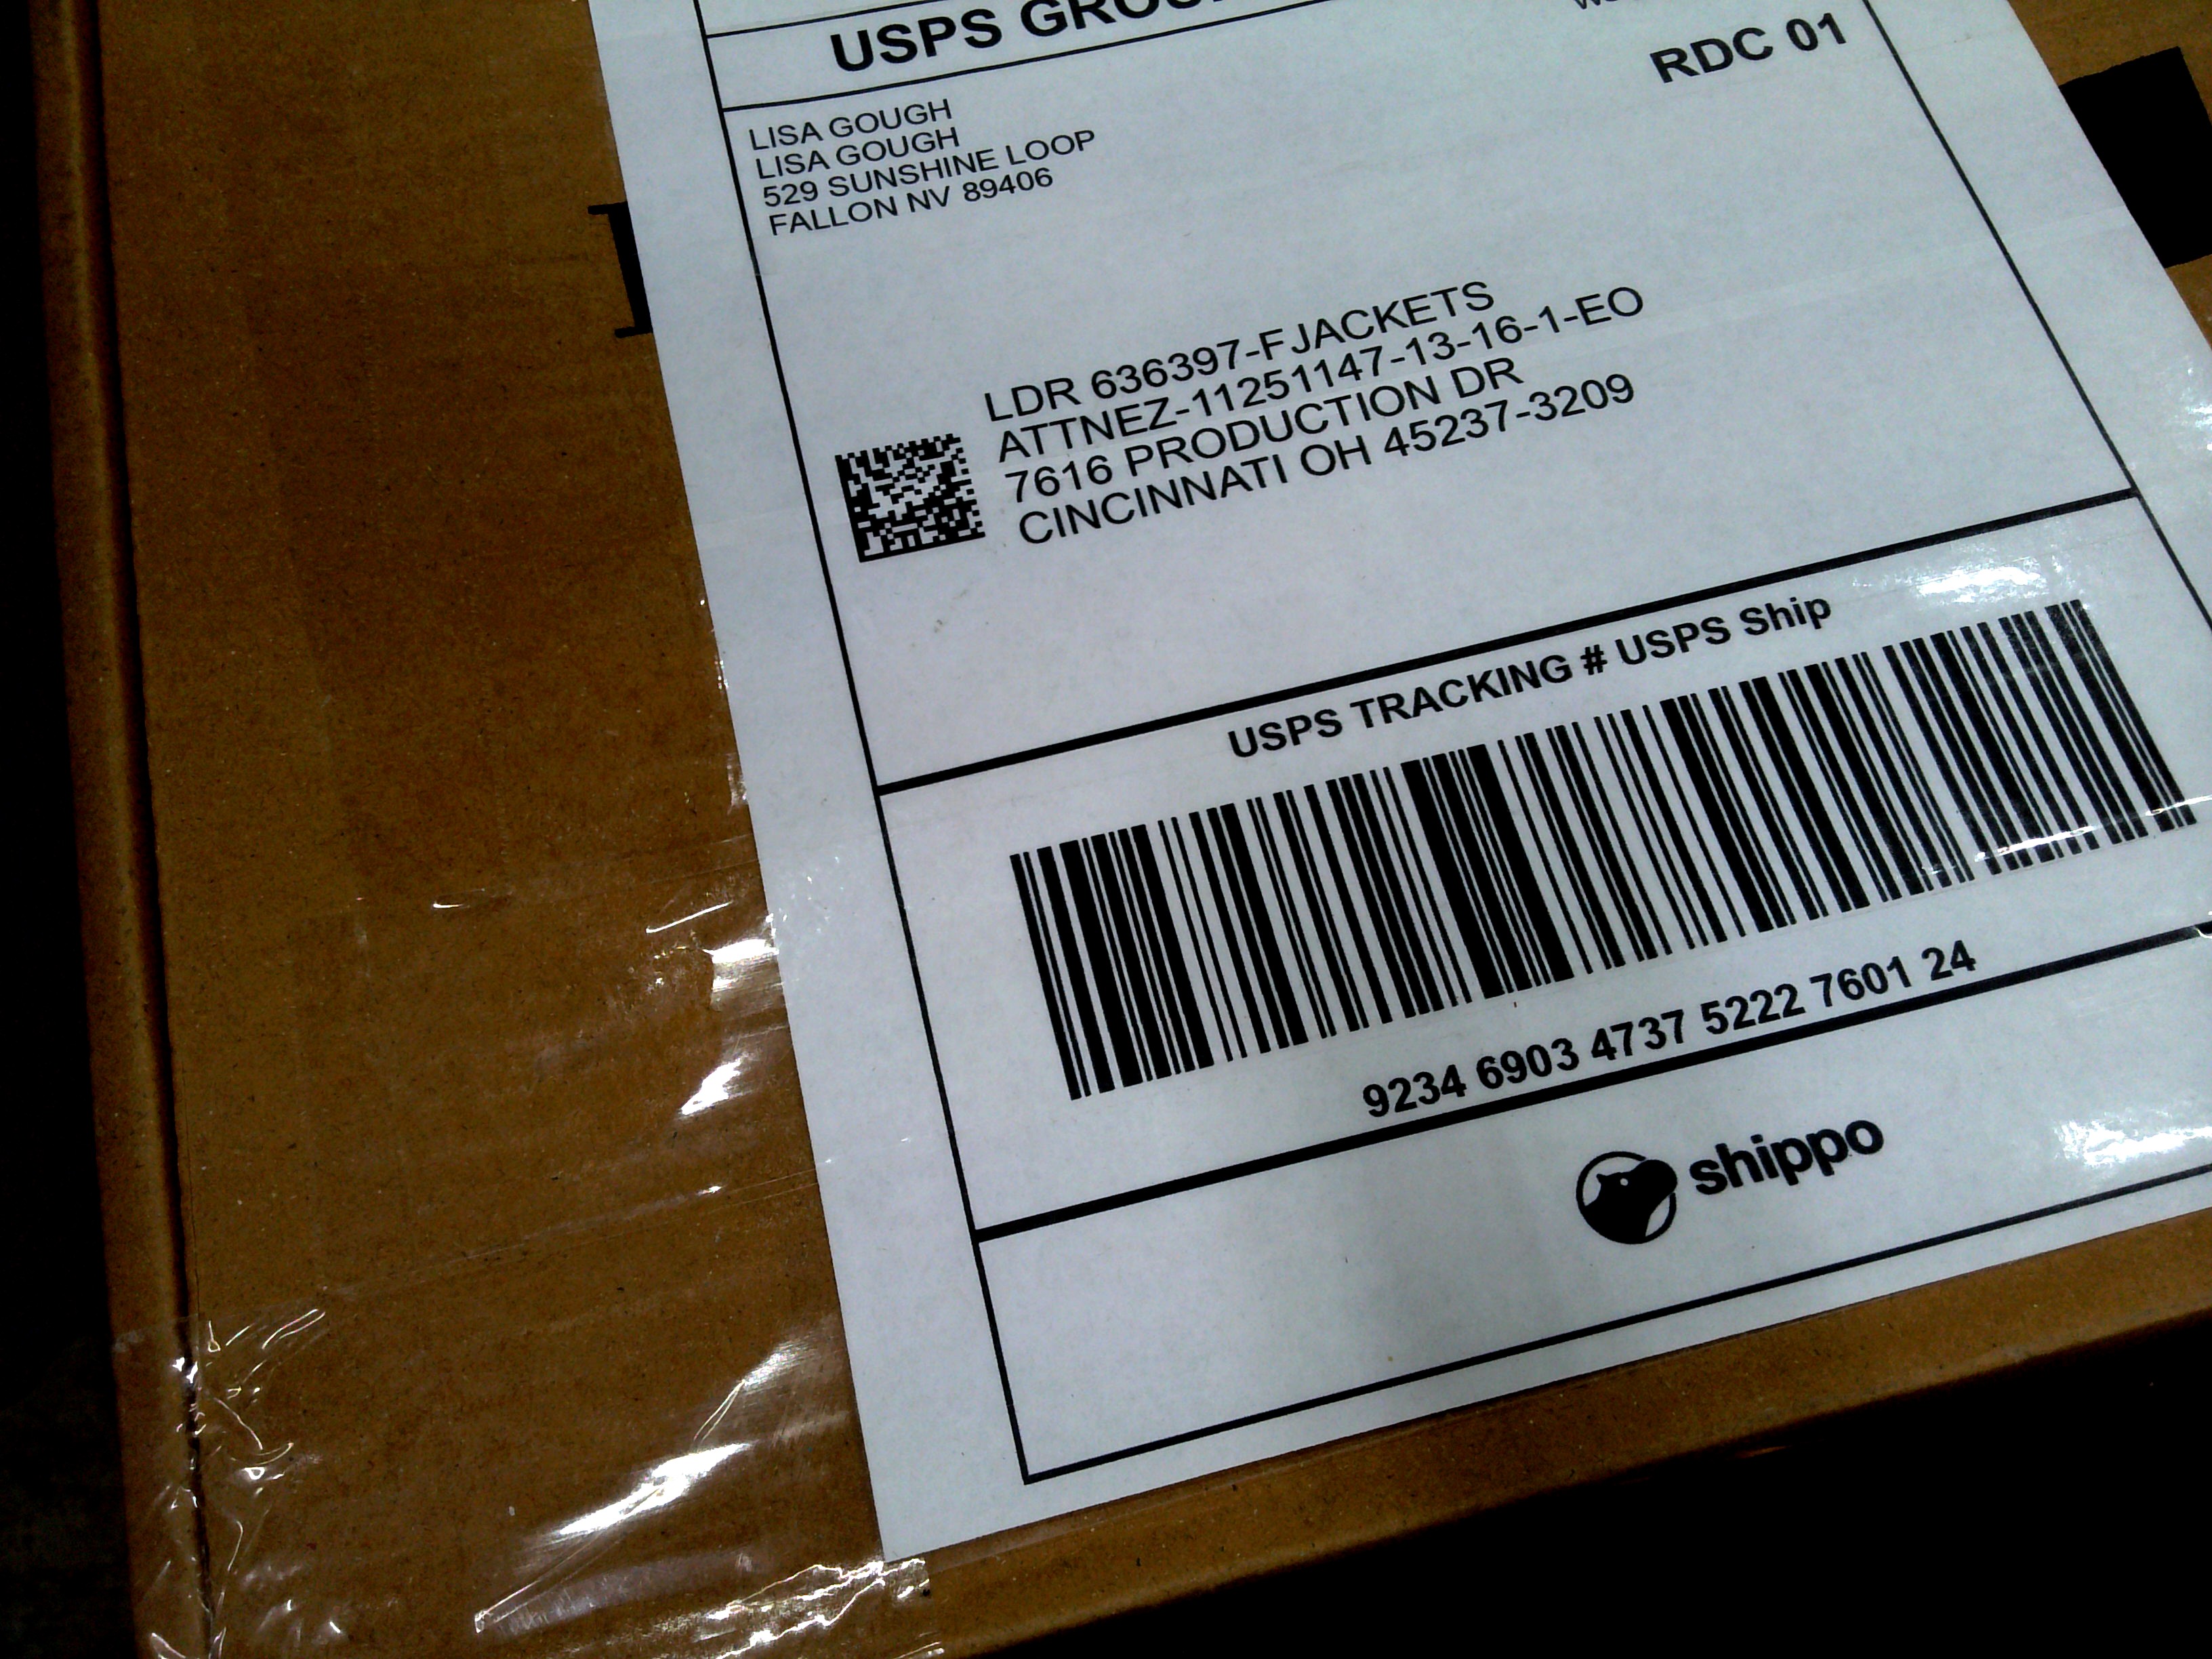 USPS GROU
RDC 01
LISA GOUGH
LISA GOUGH
529 SUNSHINE LOOP
FALLON NV 89406
LDR 636397-FJACKETS
ATTNEZ-11251147-13-16-1-EO
7616 PRODUCTION DR
CINCINNATI OH 45237-3209
USPS TRACKING # USPS Ship
9234 6903 4737 5222 7601 24
shippo